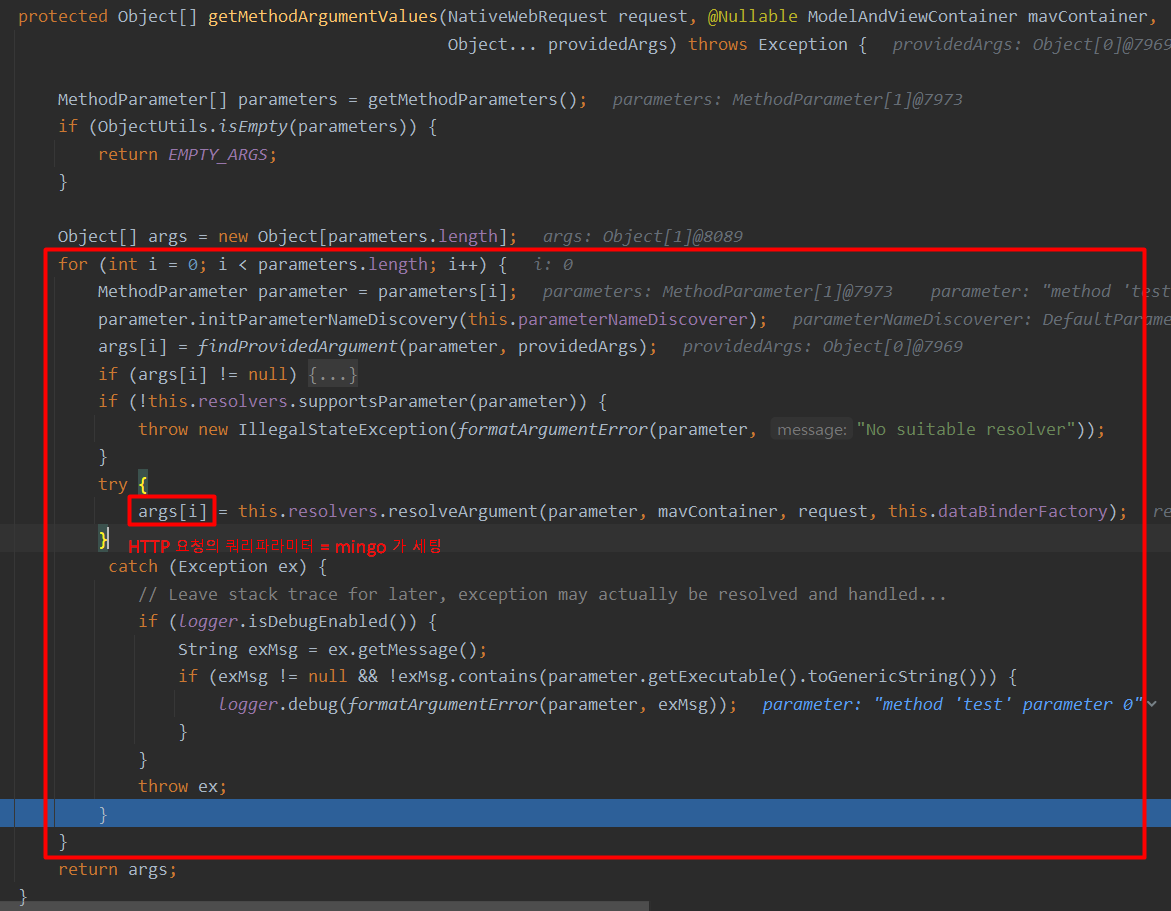 protected Object[] getMethodArgumentValues(NativeWebRequest request, @Nullable ModelAndViewContainer mavContainer,
Object... providedArgs) throws Exception {   providedArgs: Object[0]@7969
MethodParameter[] parameters = getMethodParameters();   parameters: MethodParameter[1]@7973
if (ObjectUtils.isEmpty(parameters)) {
return EMPTY_ARGS;
}
Object[] args = new Object[parameters.length];   args: Object[1]@8089
for (int i = 0; i < parameters.length; i++) {   i: 0
MethodParameter parameter = parameters[i];   parameters: MethodParameter[1]@7973    parameter: "method 'test
parameter.initParameterNameDiscovery(this.parameterNameDiscoverer);   parameterNameDiscoverer: DefaultParame
args[i] = findProvidedArgument(parameter, providedArgs);   providedArgs: Object[0]@7969
if (args[i] != null) {...}
if (!this.resolvers.supportsParameter(parameter)) {
throw new IllegalStateException(formatArgumentError(parameter, message: "No suitable resolver"));
}
try {
args[i] = this.resolvers.resolveArgument(parameter, mavContainer, request, this.dataBinderFactory);   re
} HTTP 요청의 쿼리파라미터 = mingo 가 세팅
catch (Exception ex) {
// Leave stack trace for later, exception may actually be resolved and handled...
if (logger.isDebugEnabled()) {
String exMsg = ex.getMessage();
if (exMsg != null && !exMsg.contains(parameter.getExecutable().toGenericString())) {
logger.debug(formatArgumentError(parameter, exMsg));   parameter: "method 'test' parameter 0"
}
}
throw ex;
}
}
return args;
}